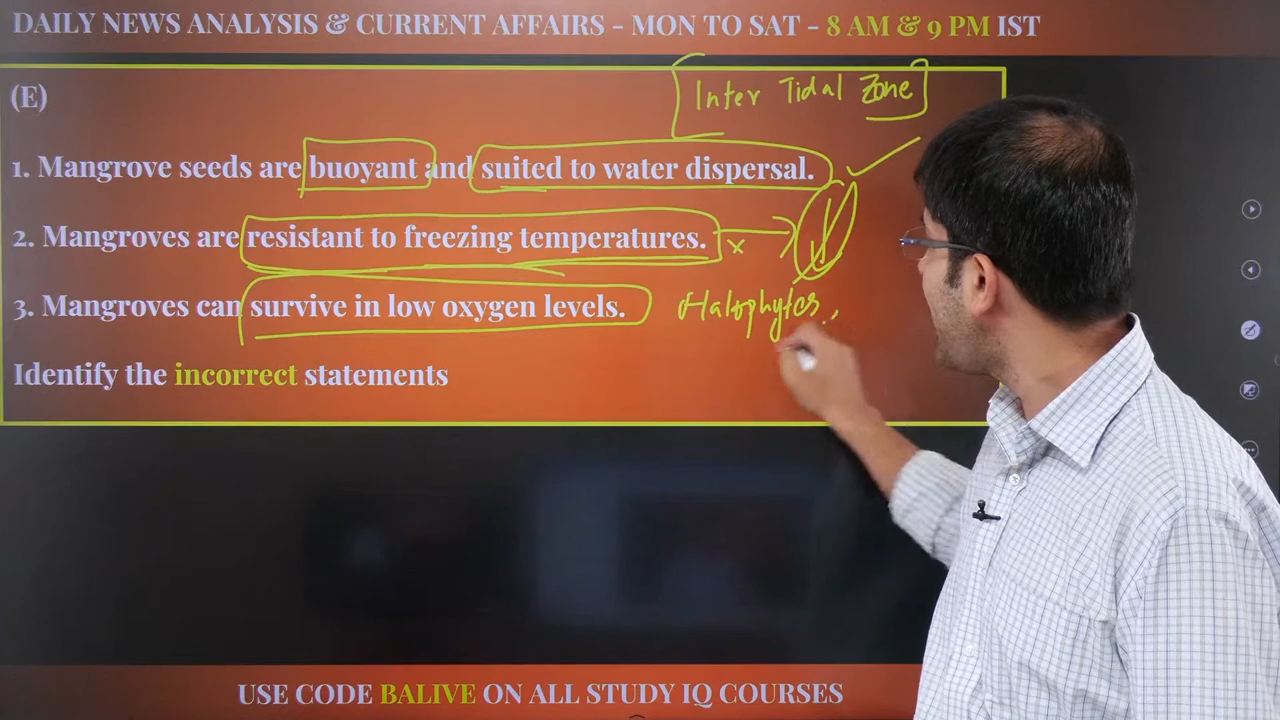 DAILY NEWS ANALYSIS & CURRENT AFFAIRS - MON TO SAT - 8 AM & 9 PM IST
(E)
Inter Tidal Zone
1. Mangrove seeds are buoyant and suited to water dispersal.
2. Mangroves are resistant to freezing temperatures. x
3. Mangroves can survive in low oxygen levels. Halophytes,
Identify the incorrect statements
USE CODE BALIVE ON ALL STUDY IQ COURSES